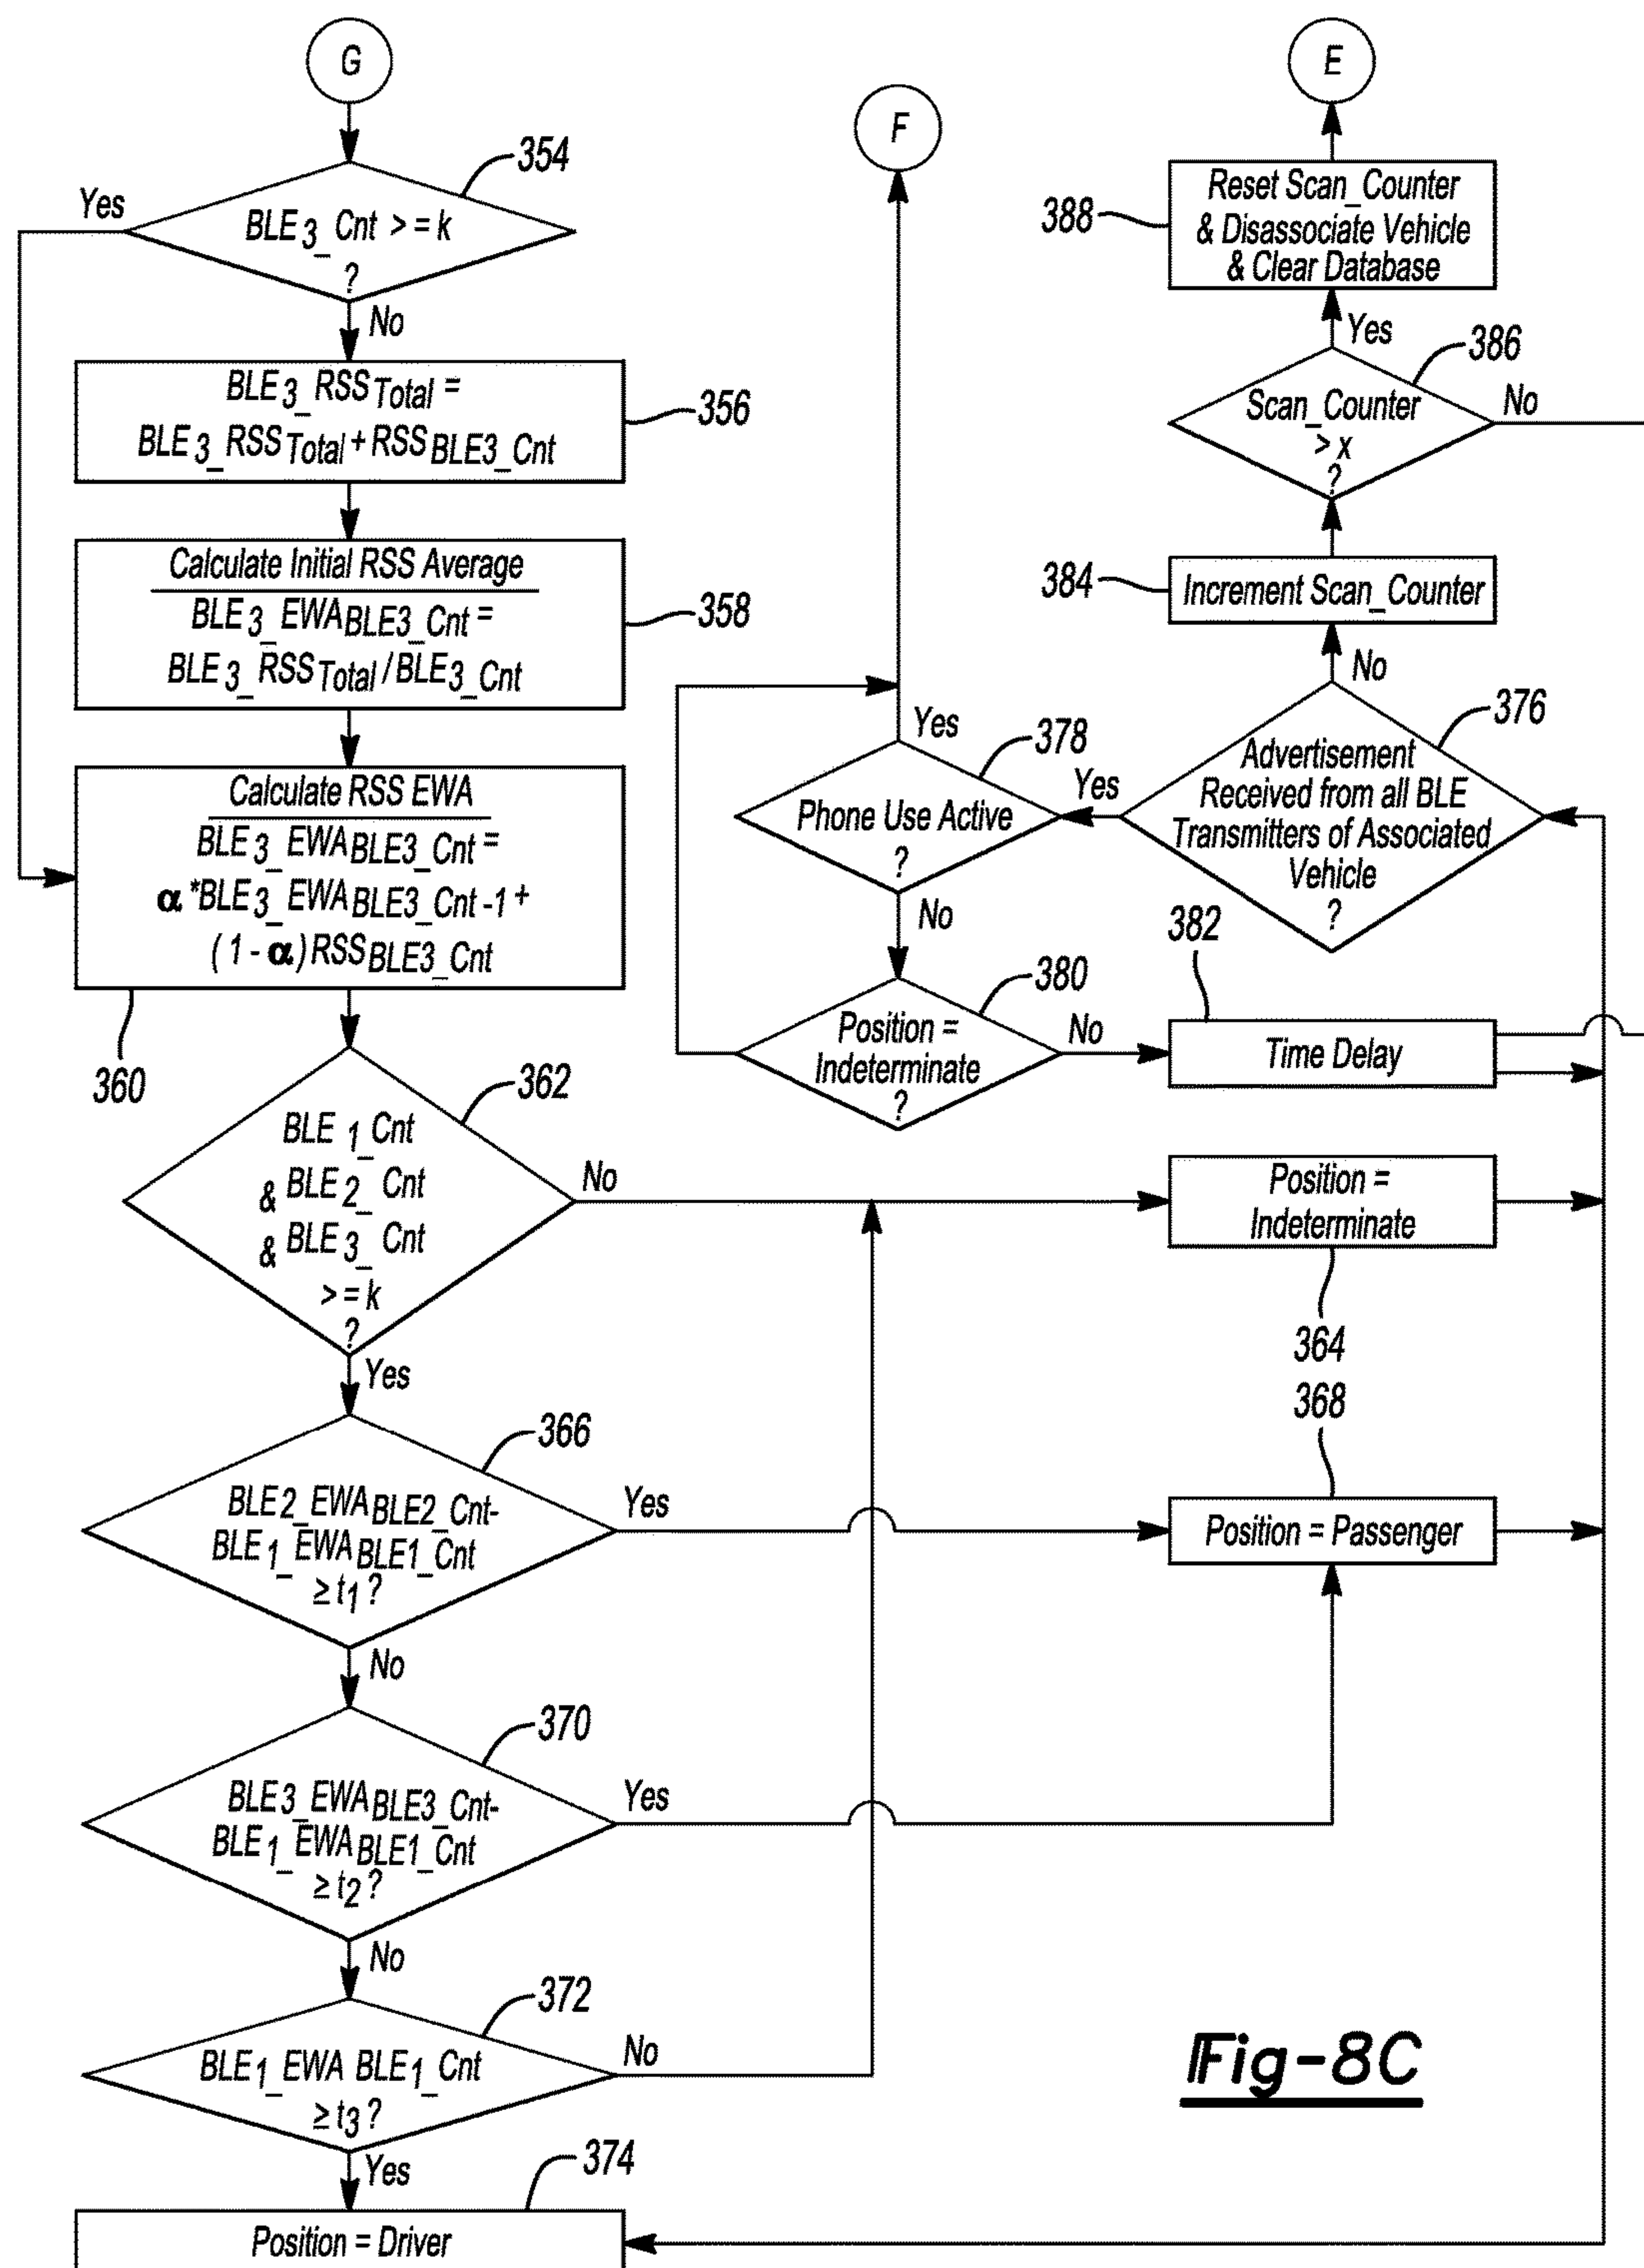 G
354
Yes
BLE3_Cnt >= k
?
No
BLE3_RSSTotal =
BLE3_RSSTotal + RSSBLE3_Cnt
356
Calculate Initial RSS Average
BLE3_EWABLE3_Cnt =
BLE3_RSSTotal / BLE3_Cnt
358
Calculate RSS EWA
BLE3_EWABLE3_Cnt =
α *BLE3_EWABLE3_Cnt -1 +
( 1 - α ) RSSBLE3_Cnt
360
362
BLE1_Cnt
& BLE2_Cnt
& BLE3_Cnt
>= k
?
No
Yes
366
BLE2_EWABLE2_Cnt-
BLE1_EWABLE1_Cnt
≥ t1 ?
Yes
No
370
BLE3_EWABLE3_Cnt-
BLE1_EWABLE1_Cnt
≥ t2 ?
Yes
No
372
BLE1_EWA BLE1_Cnt
≥ t3 ?
No
Yes
374
Position = Driver
F
Yes
378
Phone Use Active
?
Yes
No
380
Position =
Indeterminate
?
No
E
388
Reset Scan_Counter
& Disassociate Vehicle
& Clear Database
Yes
386
Scan_Counter
> x
?
No
384
Increment Scan_Counter
No
376
Advertisement
Received from all BLE
Transmitters of Associated
Vehicle
?
382
Time Delay
Position =
Indeterminate
364
368
Position = Passenger
Fig-8C